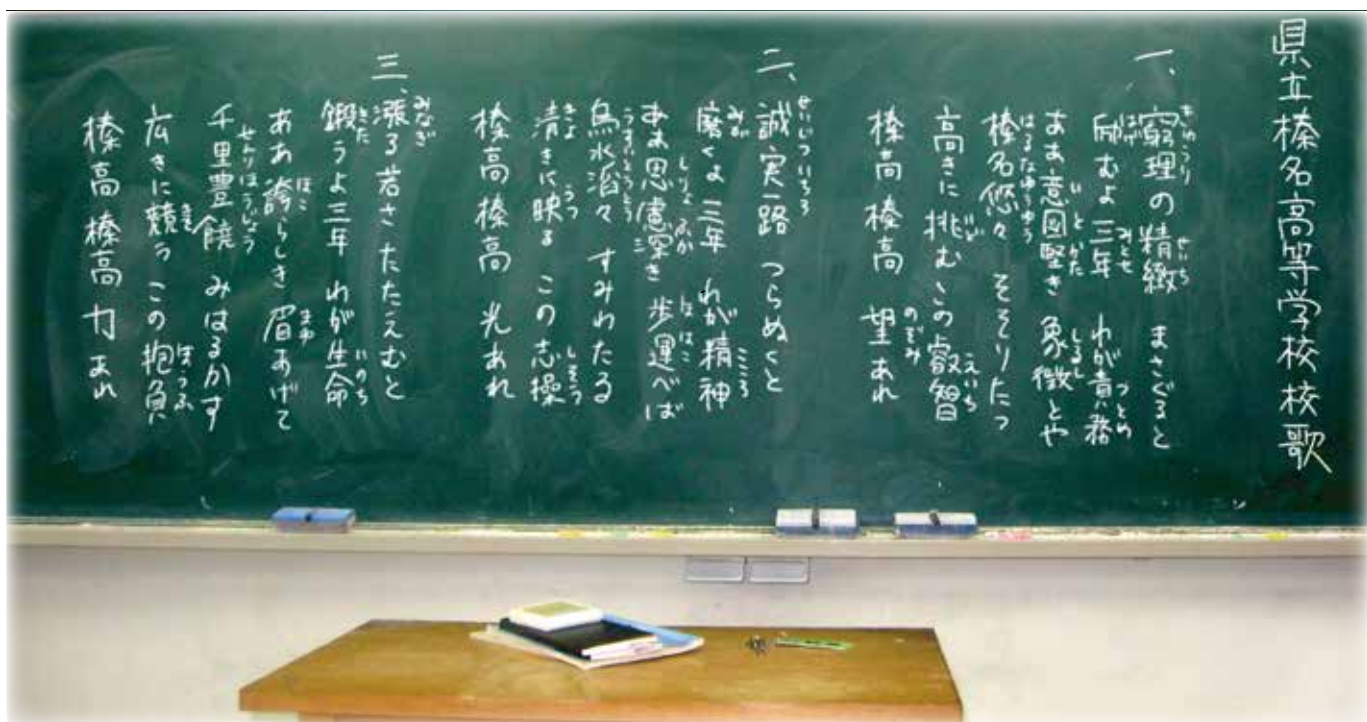 県立榛名高等学校校歌
一、窮理の精緻 まさぐると
励むよ三年 わが責務
ああ意図堅き 象徴とや
榛名悠々 そそりたつ
高きに挑む この叡智
榛高 榛高 望あれ
二、誠実一路 つらぬくと
磨くよ三年 わが精神
ああ思慮深き 歩運べば
烏水滔々 すみわたる
清きに映る この志操
榛高 榛高 光あれ
三、漲る若さ たたえむと
鍛うよ三年 わが生命
ああ誇らしき 眉あげて
千里豊饒 みはるかす
広きに競う この抱負
榛高 榛高 力あれ